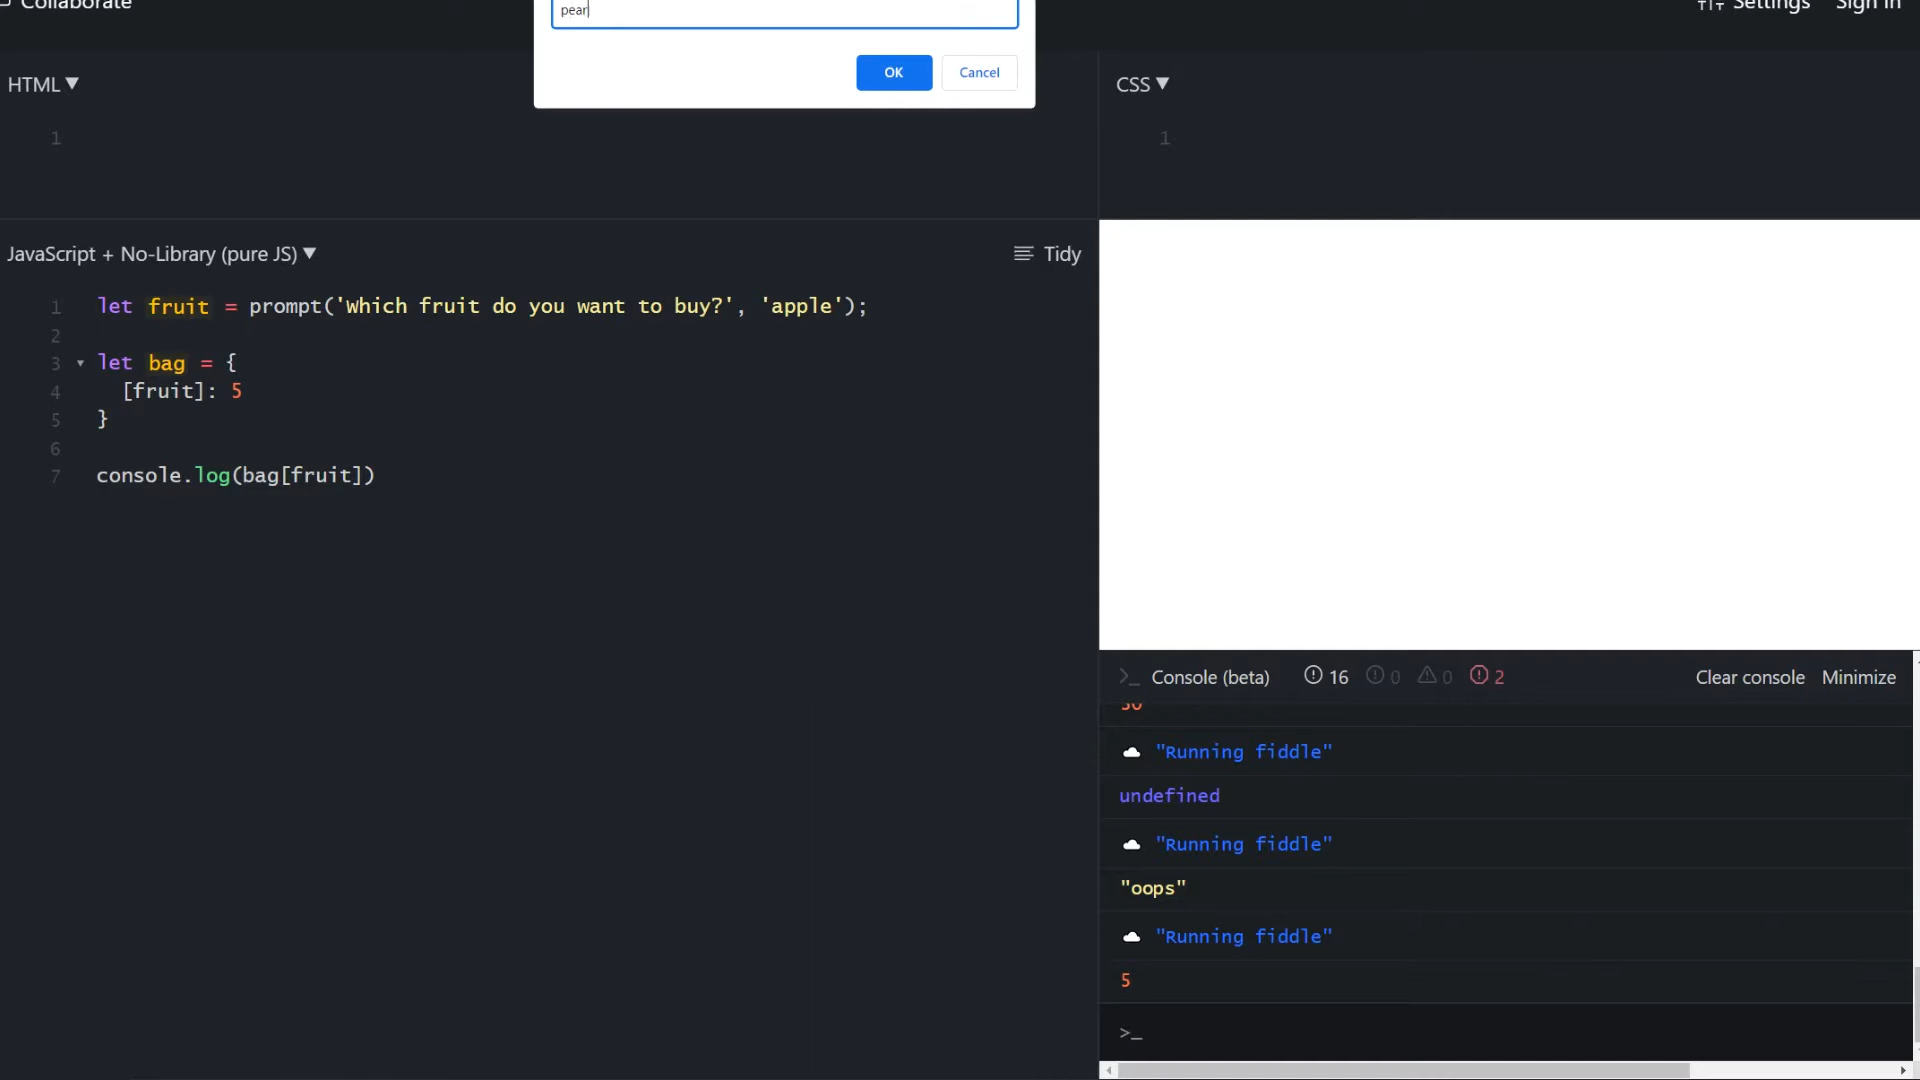 Collaborate
Settings
Sign in
pear
OK
Cancel
HTML
CSS
1
1
JavaScript + No-Library (pure JS)
Tidy
1 let fruit = prompt('Which fruit do you want to buy?', 'apple');
2
3 let bag = {
4 [fruit]: 5
5 }
6
7 console.log(bag[fruit])
>_ Console (beta) 16 0 0 2 Clear console Minimize
"Running fiddle"
undefined
"Running fiddle"
"oops"
"Running fiddle"
5
>_